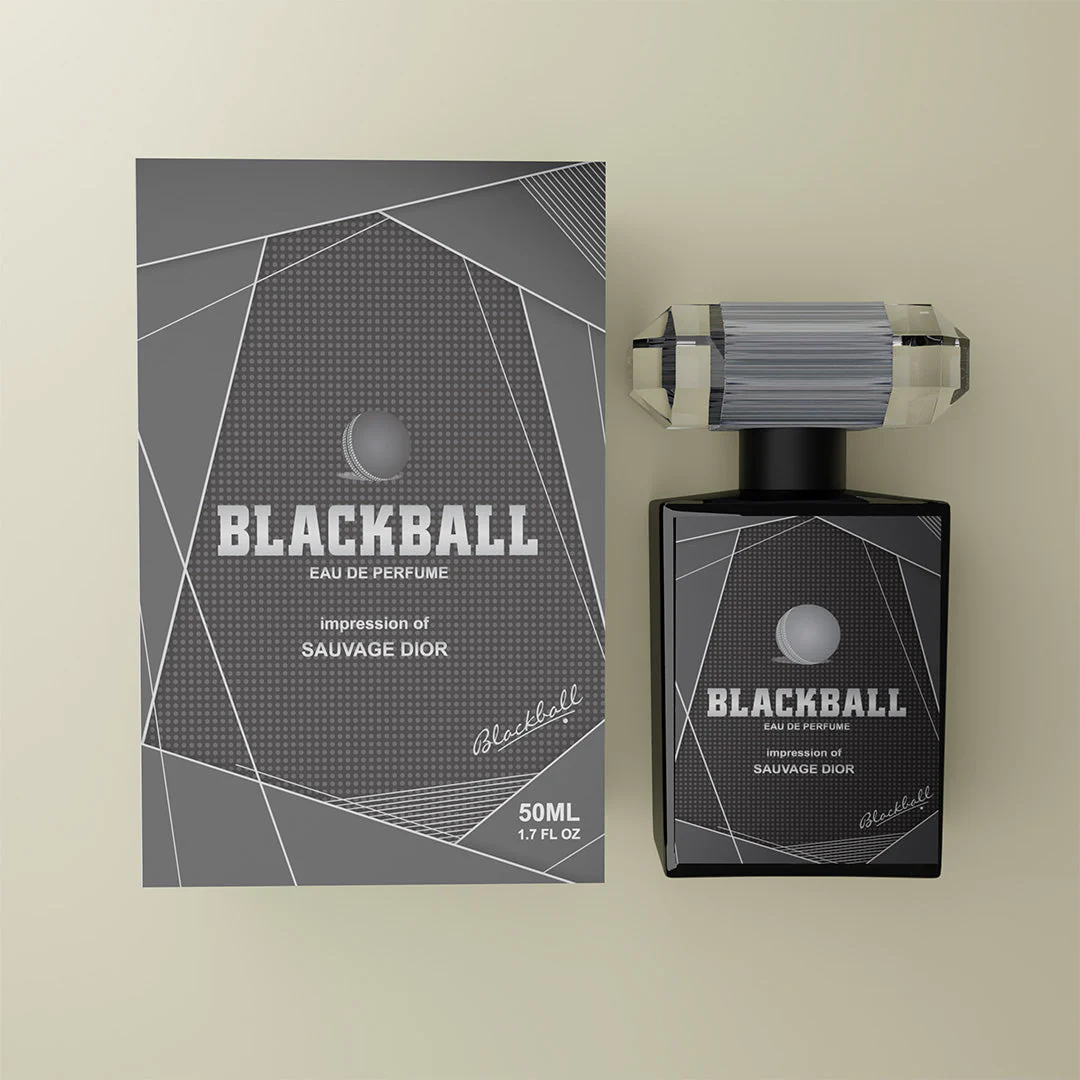 BLACKBALL
EAU DE PERFUME
impression of
SAUVAGE DIOR
Blackball
50ML
1.7 FL OZ
BLACKBALL
EAU DE PERFUME
impression of
SAUVAGE DIOR
Blackball